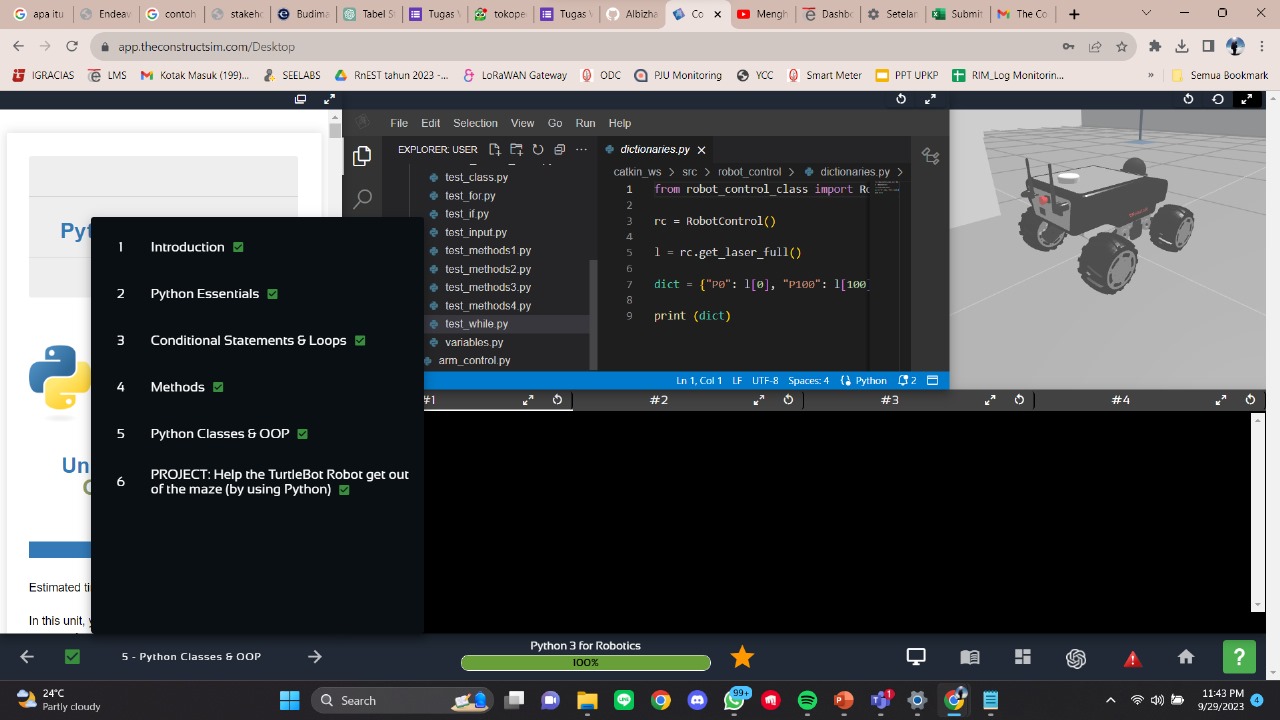 apa itu
Endeav
contoh
stakeho
Budima
Tabel Si
Tugas
tokope
Tugas V
Albizha
Co
Mengh
Dashbo
Setelan
Submit
The Co
app.theconstructsim.com/Desktop
IGRACIAS
LMS
Kotak Masuk (199)...
SEELABS
RnEST tahun 2023 -...
LoRaWAN Gateway
ODC
PJU Monitoring
YCC
Smart Meter
PPT UPKP
RIM_Log Monitorin...
»
Semua Bookmark
File Edit Selection View Go Run Help
EXPLORER: USER
test_class.py
test_for.py
test_if.py
test_input.py
test_methods1.py
test_methods2.py
test_methods3.py
test_methods4.py
test_while.py
variables.py
arm_control.py
dictionaries.py
catkin_ws > src > robot_control > dictionaries.py >
1 from robot_control_class import Ro
2
3 rc = RobotControl()
4
5 l = rc.get_laser_full()
6
7 dict = {"P0": l[0], "P100": l[100]
8
9 print (dict)
Ln 1, Col 1 LF UTF-8 Spaces: 4 Python 2
#1 #2 #3 #4
Pyt
Un
Estimated ti
In this unit, y
1 Introduction
2 Python Essentials
3 Conditional Statements & Loops
4 Methods
5 Python Classes & OOP
6 PROJECT: Help the TurtleBot Robot get out
of the maze (by using Python)
5 - Python Classes & OOP
Python 3 for Robotics
100%
?
24°C
Partly cloudy
Search
99+
1
11:43 PM
9/29/2023
4